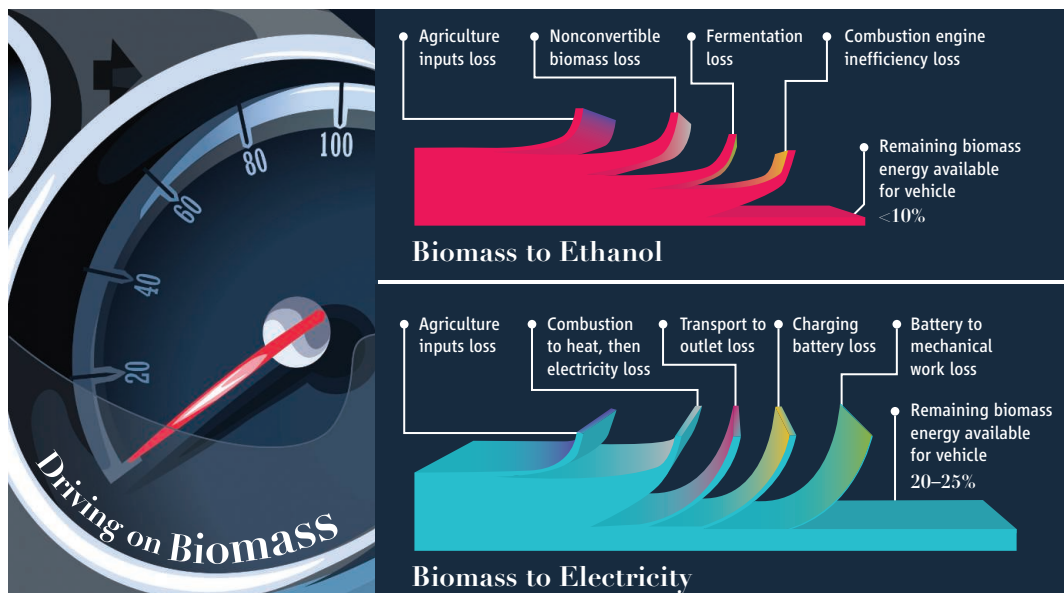 20
40
60
80
100
Driving on Biomass
Agriculture
inputs loss
Nonconvertible
biomass loss
Fermentation
loss
Combustion engine
inefficiency loss
Remaining biomass
energy available
for vehicle
<10%
Biomass to Ethanol
Agriculture
inputs loss
Combustion
to heat, then
electricity loss
Transport to
outlet loss
Charging
battery loss
Battery to
mechanical
work loss
Remaining biomass
energy available
for vehicle
20–25%
Biomass to Electricity